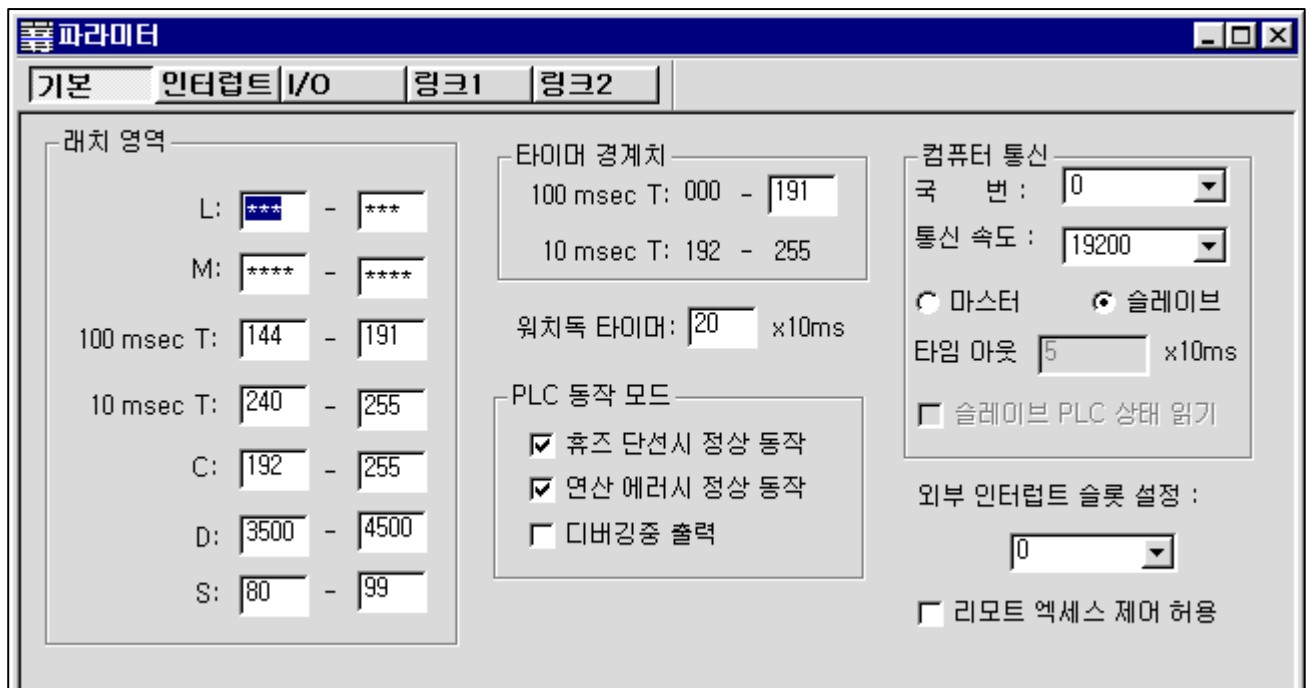 파라미터
기본 인터럽트 I/O 링크1 링크2
래치 영역
L: *** - ***
M: **** - ****
100 msec T: 144 - 191
10 msec T: 240 - 255
C: 192 - 255
D: 3500 - 4500
S: 80 - 99
타이머 경계치
100 msec T: 000 - 191
10 msec T: 192 - 255
워치독 타이머: 20 x10ms
PLC 동작 모드
휴즈 단선시 정상 동작
연산 에러시 정상 동작
디버깅중 출력
컴퓨터 통신
국 번 : 0
통신 속도 : 19200
마스터 슬레이브
타임 아웃 5 x10ms
슬레이브 PLC 상태 읽기
외부 인터럽트 슬롯 설정 :
0
리모트 엑세스 제어 허용